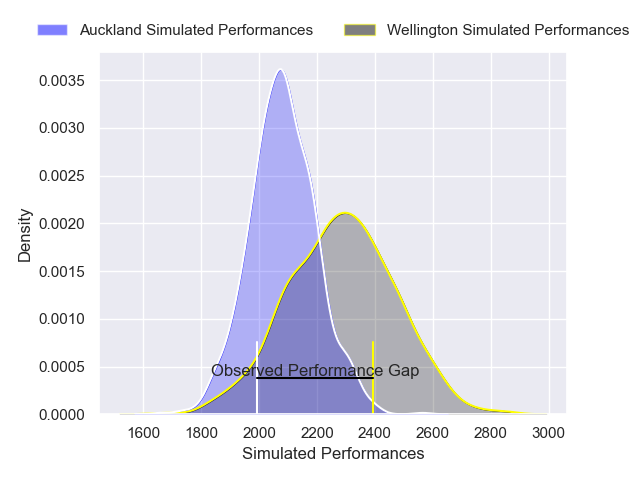 Auckland Simulated Performances
Wellington Simulated Performances
0.0035
0.0030
0.0025
0.0020
0.0015
0.0010
0.0005
0.0000
Density
Observed Performance Gap
1600 1800 2000 2200 2400 2600 2800 3000
Simulated Performances